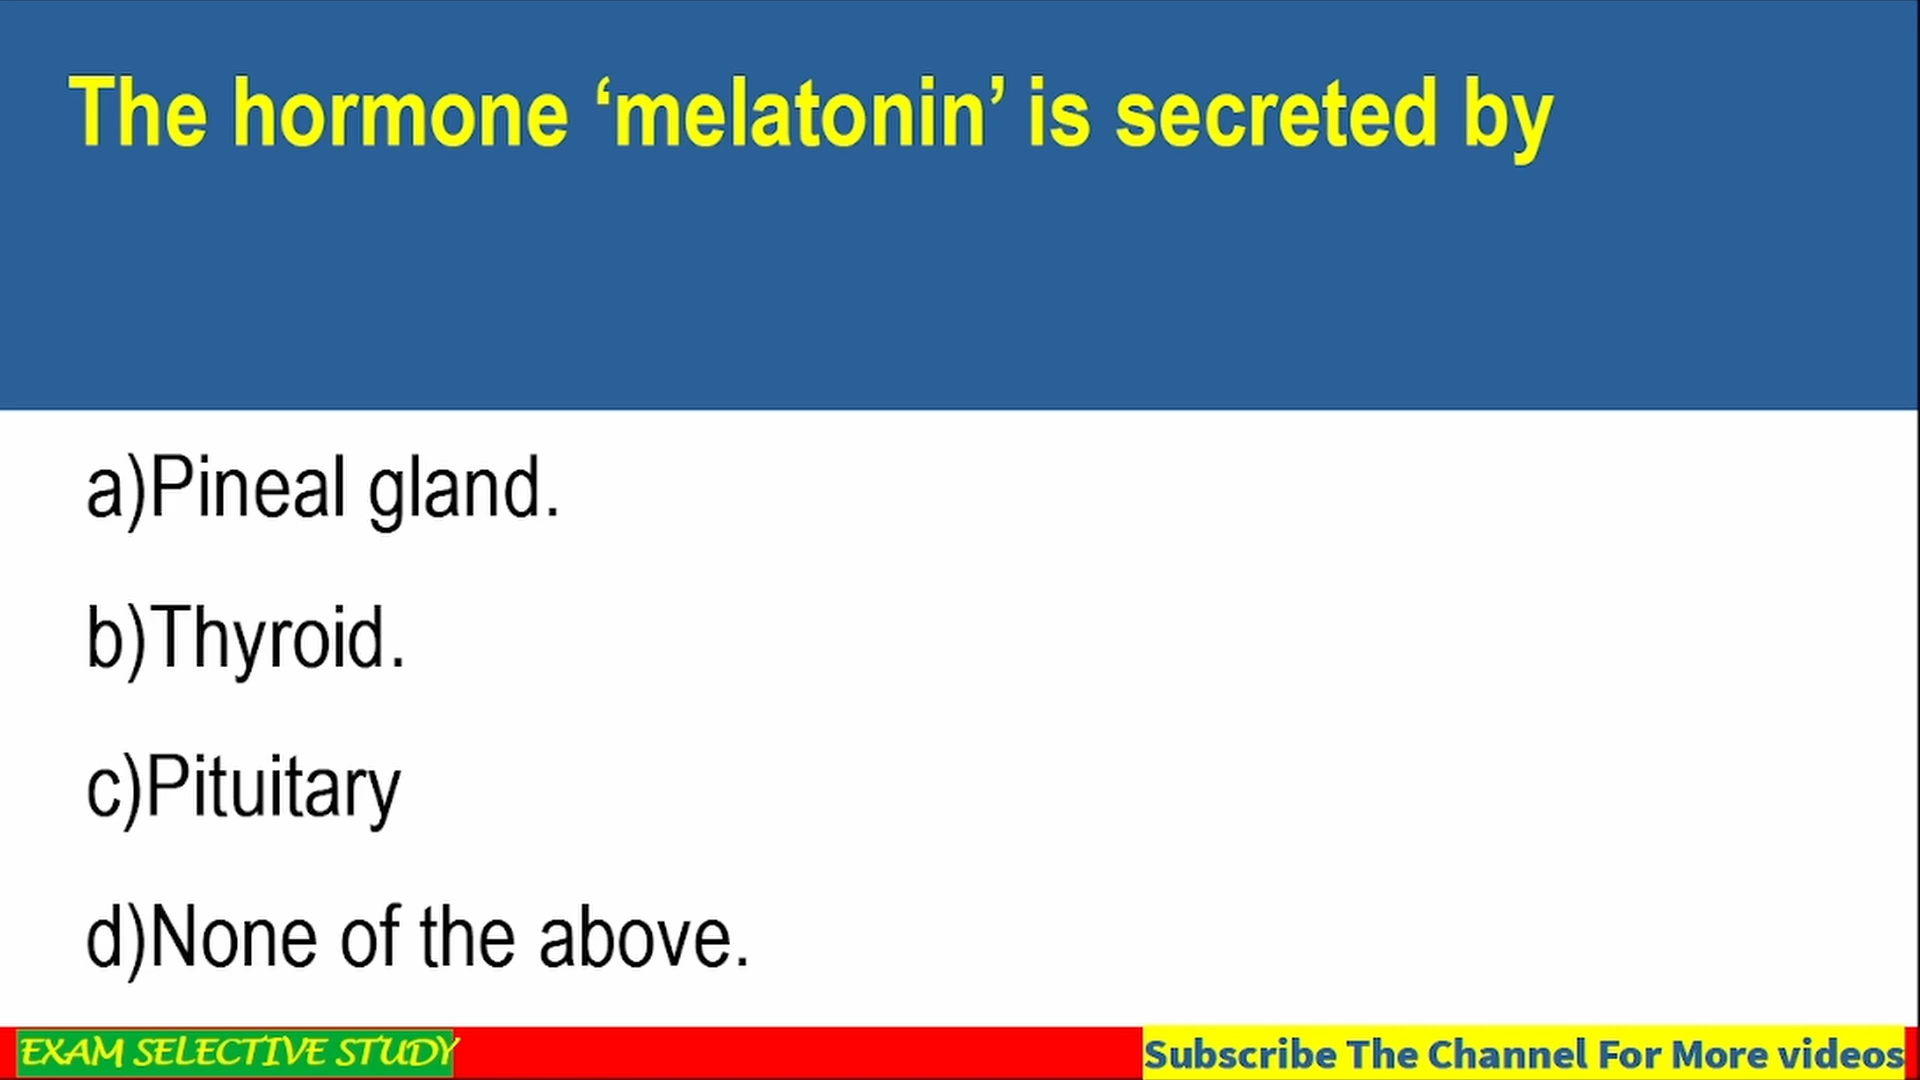 The hormone ‘melatonin’ is secreted by
a)Pineal gland.
b)Thyroid.
c)Pituitary
d)None of the above.
EXAM SELECTIVE STUDY
Subscribe The Channel For More videos